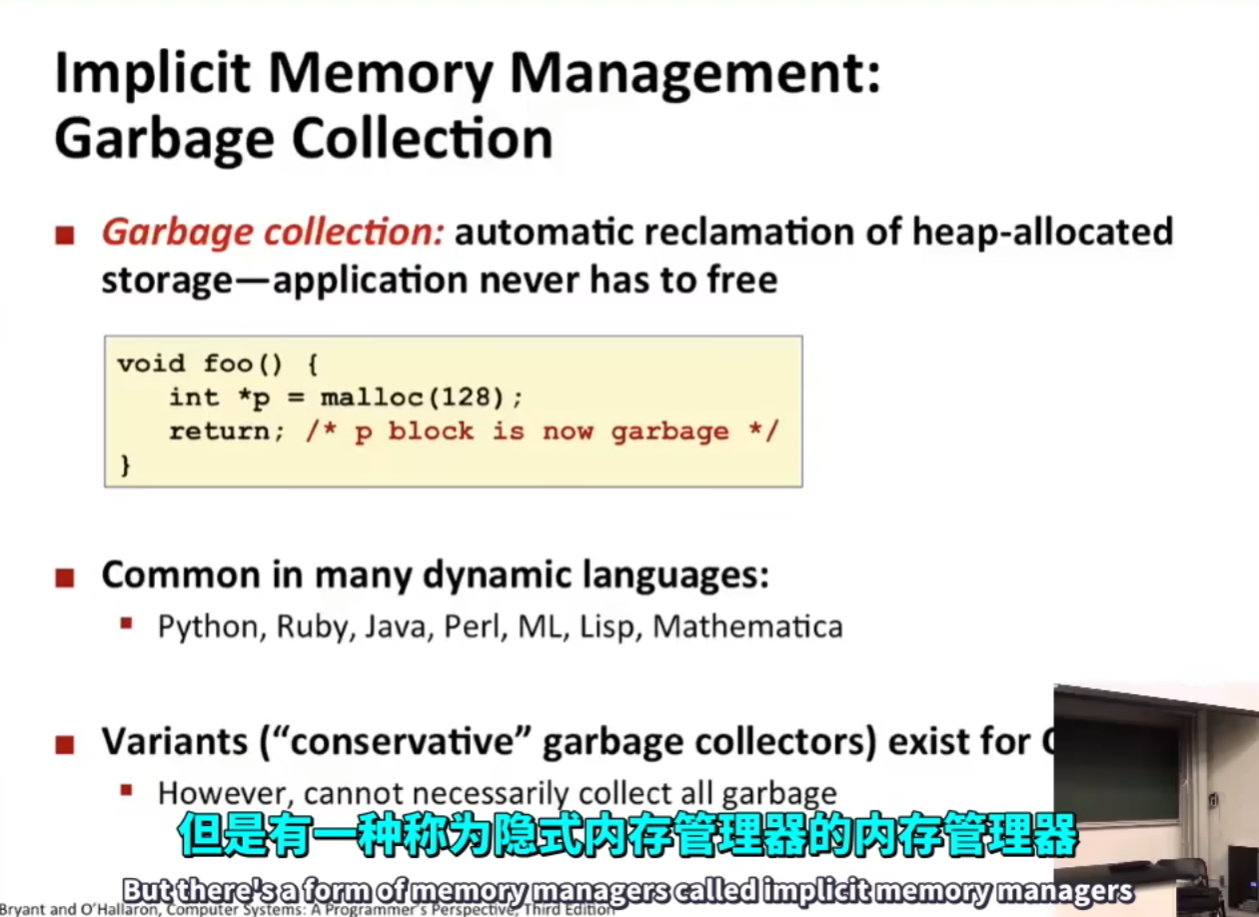 Implicit Memory Management:
Garbage Collection
Garbage collection: automatic reclamation of heap-allocated
storage—application never has to free
void foo() {
int *p = malloc(128);
return; /* p block is now garbage */
}
Common in many dynamic languages:
Python, Ruby, Java, Perl, ML, Lisp, Mathematica
Variants (“conservative” garbage collectors) exist for
However, cannot necessarily collect all garbage
但是有一种称为隐式内存管理器的内存管理器
But there's a form of memory managers called implicit memory managers
Bryant and O'Hallaron, Computer Systems: A Programmer's Perspective, Third Edition